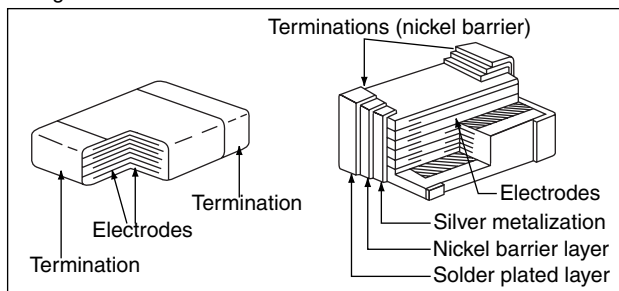 Terminations (nickel barrier)
Termination
Electrodes
Termination
Electrodes
Silver metalization
Nickel barrier layer
Solder plated layer